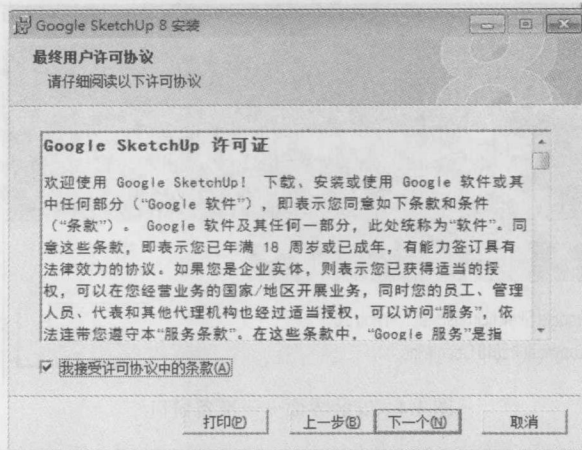 Google SketchUp 8 安装
最终用户许可协议
请仔细阅读以下许可协议
Google SketchUp 许可证
欢迎使用 Google SketchUp! 下载、安装或使用 Google 软件或其
中任何部分（“Google 软件”），即表示您同意如下条款和条件
（“条款”）。 Google 软件及其任何一部分，此处统称为“软件”。同
意这些条款，即表示您已年满 18 周岁或已成年，有能力签订具有
法律效力的协议。如果您是企业实体，则表示您已获得适当的授
权，可以在您经营业务的国家/地区开展业务，同时您的员工、管理
人员、代表和其他代理机构也经过适当授权，可以访问“服务”，依
法连带您遵守本“服务条款”。在这些条款中，“Google 服务”是指
我接受许可协议中的条款(A)
打印(P) 上一步(B) 下一个(N) 取消